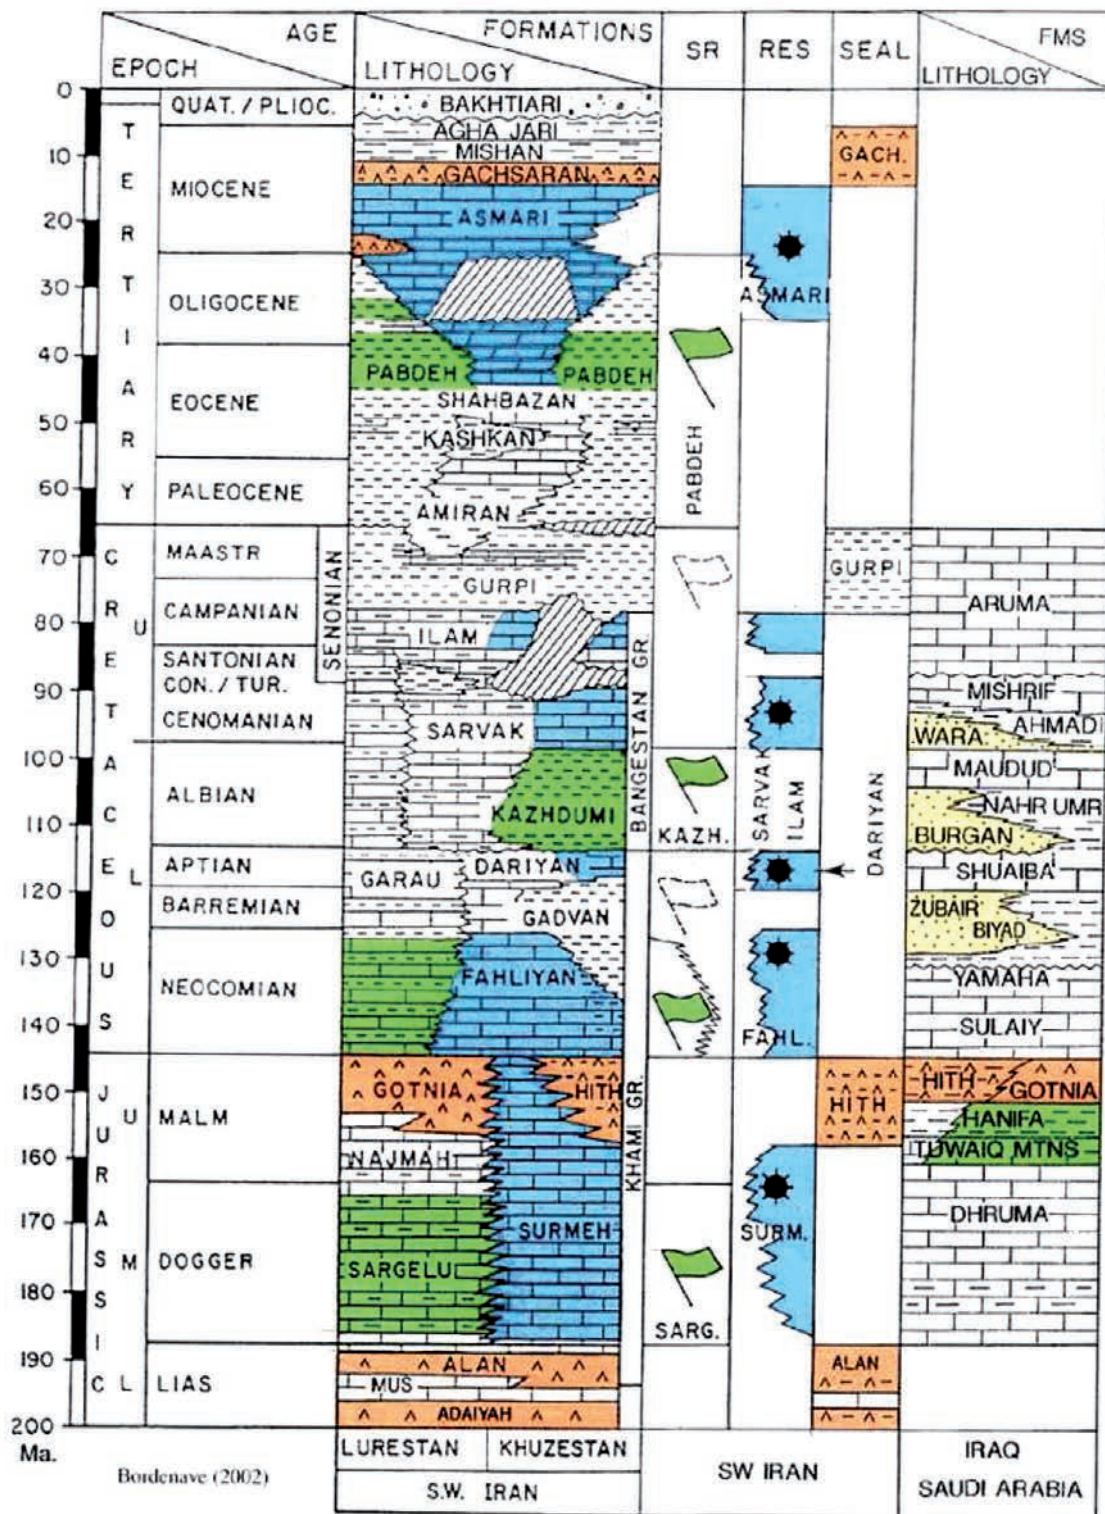 AGE
EPOCH
FORMATIONS
LITHOLOGY
SR
RES
SEAL
FMS
LITHOLOGY
0
10
20
30
40
50
60
70
80
90
100
110
120
130
140
150
160
170
180
190
200
Ma.
TERTIARY
CRETACEOUS
JURASSIC
U
L
U
M
L
QUAT. / PLIOC.
MIOCENE
OLIGOCENE
EOCENE
PALEOCENE
MAASTR
CAMPANIAN
SANTONIAN
CON. / TUR.
CENOMANIAN
SENONIAN
ALBIAN
APTIAN
BARREMIAN
NEOCOMIAN
MALM
DOGGER
LIAS
BAKHTIARI
AGHA JARI
MISHAN
GACHSARAN
ASMARI
PABDEH PABDEH
SHAHBAZAN
KASHKAN
AMIRAN
GURPI
ILAM
SARVAK
KAZHDUMI
DARIYAN
GARAU
GADVAN
FAHLIYAN
GOTNIA HITH
NAJMAH
SURMEH
SARGELU
ALAN
MUS
ADAIYAH
BANGESTAN GR.
KHAMI GR.
PABDEH
KAZH.
SARG.
ASMARI
SARVAK
ILAM
FAHL.
SURM.
GACH.
GURPI
DARIYAN
HITH
ALAN
ARUMA
MISHRIF
AHMADI
WARA
MAUDUD
NAHR UMR
BURGAN
SHUAIBA
ZUBAIR
BIYAD
YAMAHA
SULAIY
HITH GOTNIA
HANIFA
TUWAIQ MTNS
DHRUMA
LURESTAN KHUZESTAN
S.W. IRAN
SW IRAN
IRAQ
SAUDI ARABIA
Bordenave (2002)